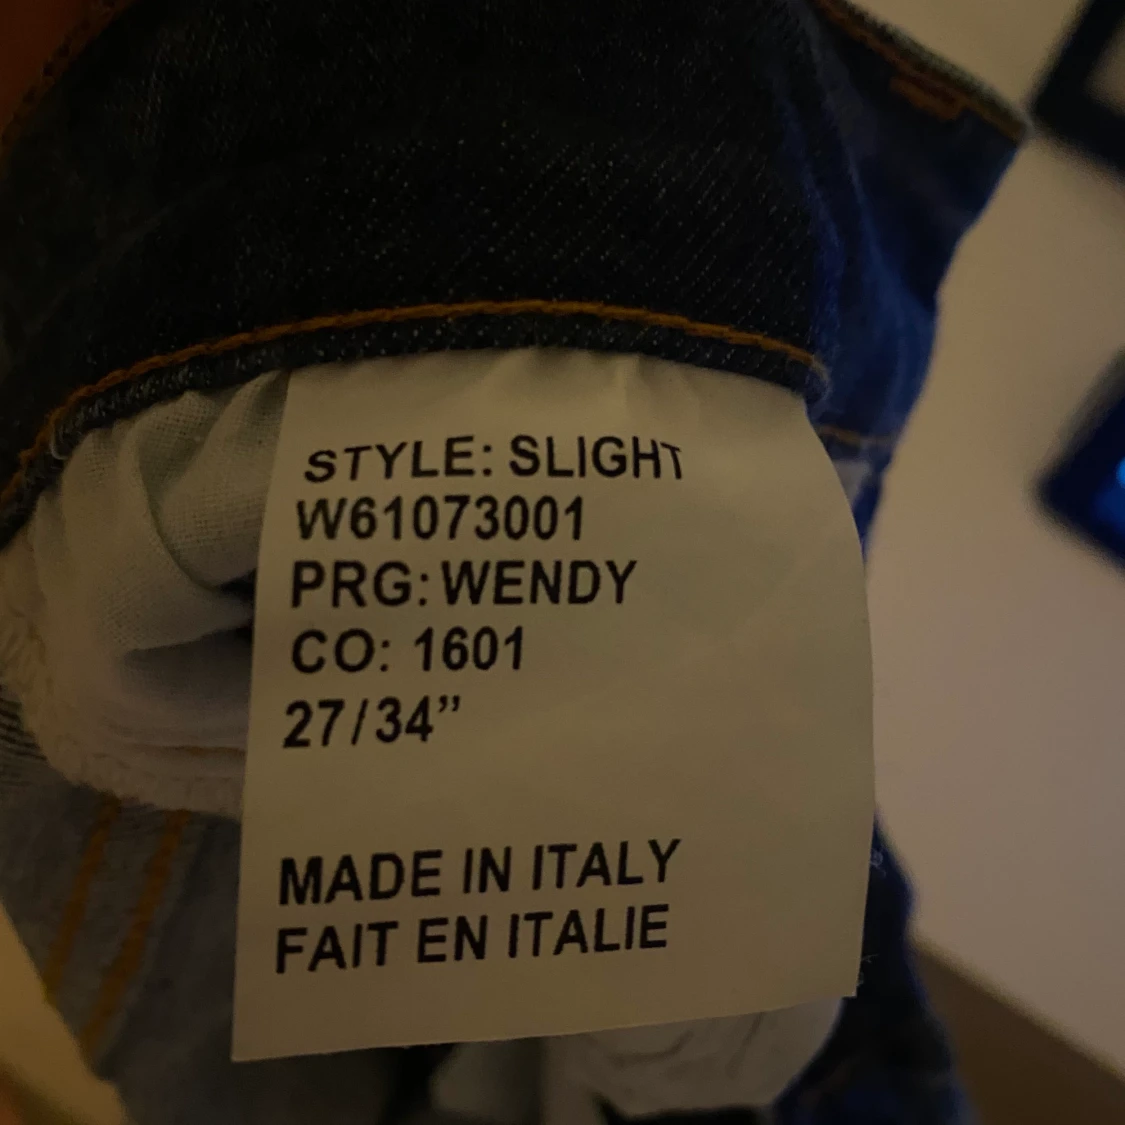 STYLE: SLIGHT
W61073001
PRG: WENDY
CO: 1601
27/34”
MADE IN ITALY
FAIT EN ITALIE